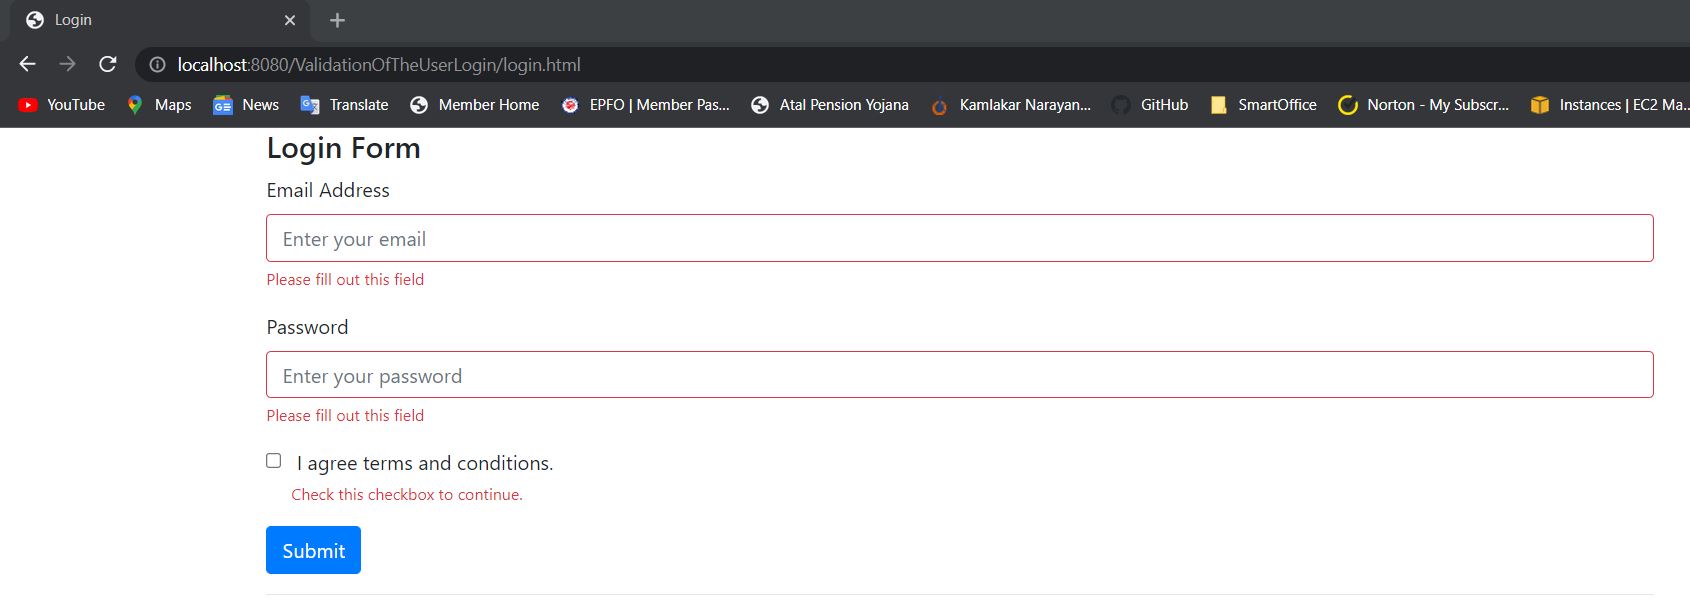 Login
localhost:8080/ValidationOfTheUserLogin/login.html
YouTube Maps News Translate Member Home EPFO | Member Pas... Atal Pension Yojana Kamlakar Narayan... GitHub SmartOffice Norton - My Subscr... Instances | EC2 Ma...
Login Form
Email Address
Enter your email
Please fill out this field
Password
Enter your password
Please fill out this field
I agree terms and conditions.
Check this checkbox to continue.
Submit